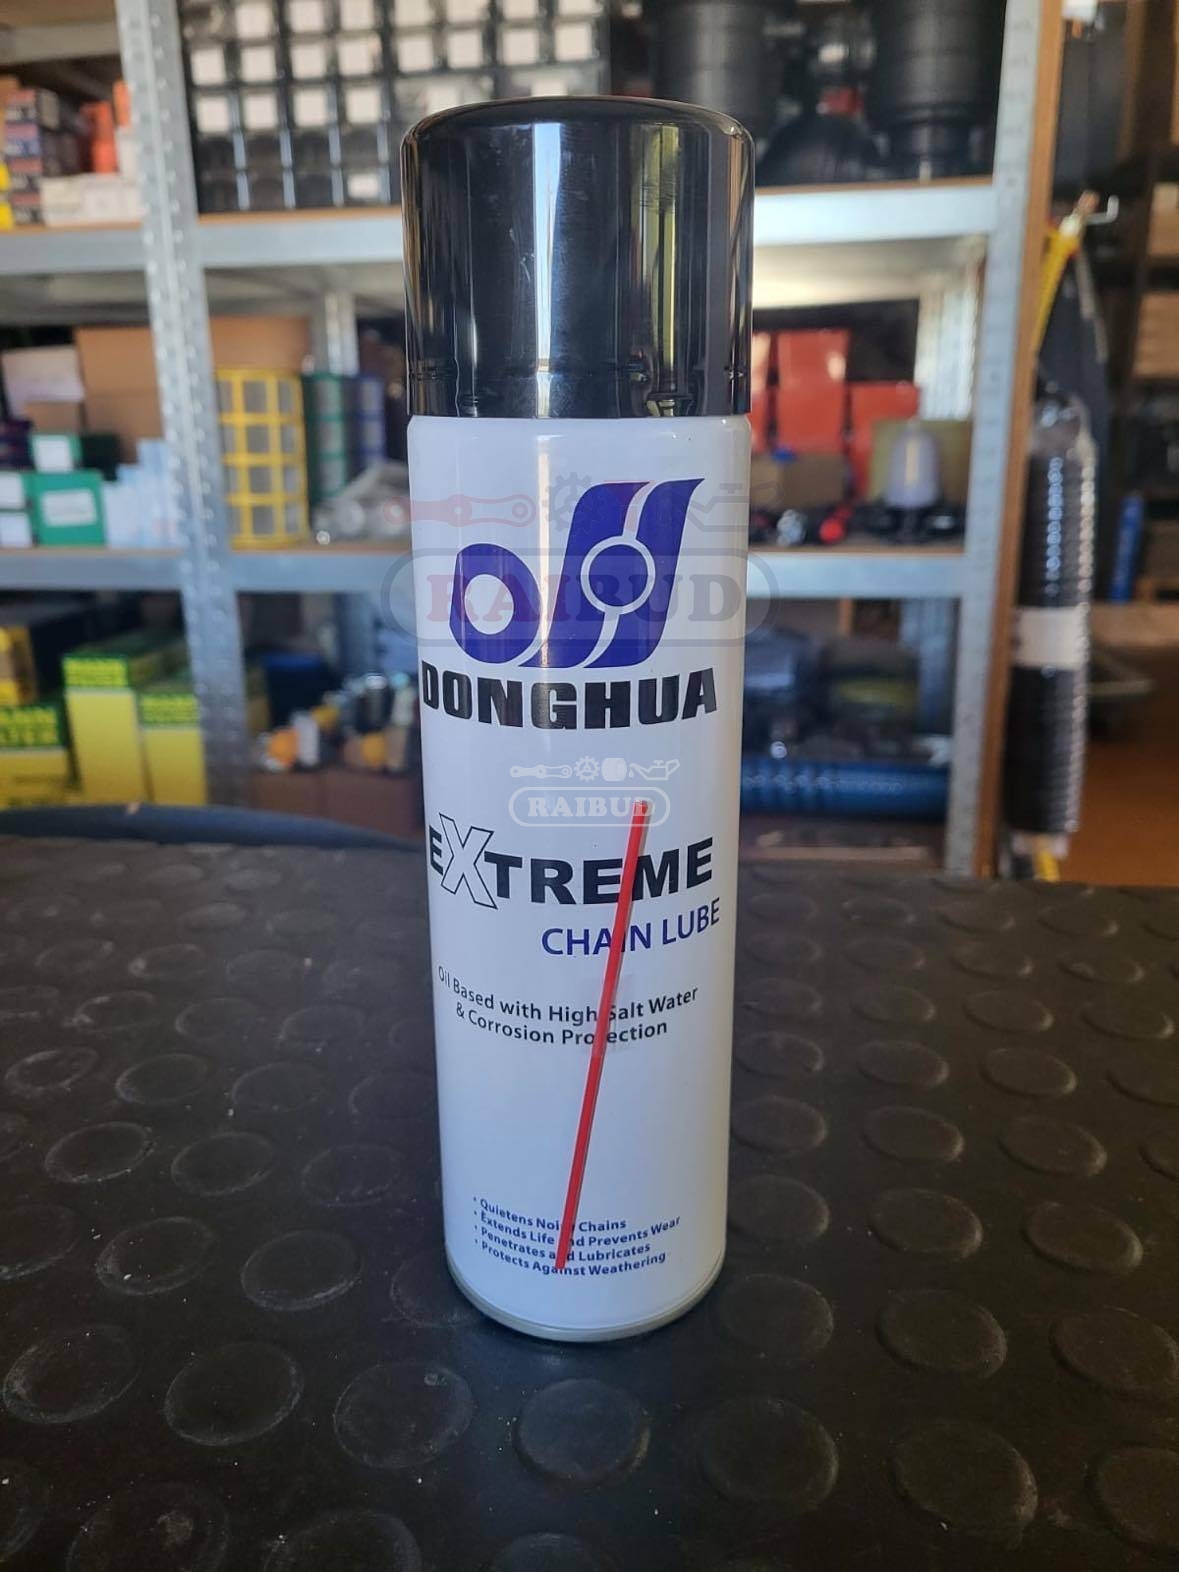 RAIBUD
DONGHUA
RAIBUD
EXTREME
CHAIN LUBE
Oil Based with High Salt Water
& Corrosion Protection
· Quietens Noisy Chains
· Extends Life and Prevents Wear
· Penetrates and Lubricates
· Protects Against Weathering